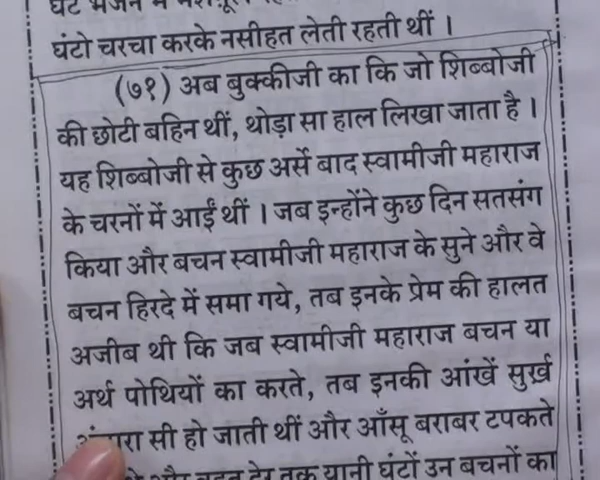 घंटो चरचा करके नसीहत लेती रहती थीं ।
(७१) अब बुक्कीजी का कि जो शिब्बोजी
की छोटी बहिन थीं, थोड़ा सा हाल लिखा जाता है ।
यह शिब्बोजी से कुछ अर्से बाद स्वामीजी महाराज
के चरनों में आईं थीं । जब इन्होंने कुछ दिन सतसंग
किया और बचन स्वामीजी महाराज के सुने और वे
बचन हिरदे में समा गये, तब इनके प्रेम की हालत
अजीब थी कि जब स्वामीजी महाराज बचन या
अर्थ पोथियों का करते, तब इनकी आंखें सुर्ख़
सी हो जाती थीं और आँसू बराबर टपकते
और बहुत देर तक यानी घंटों उन बचनों का